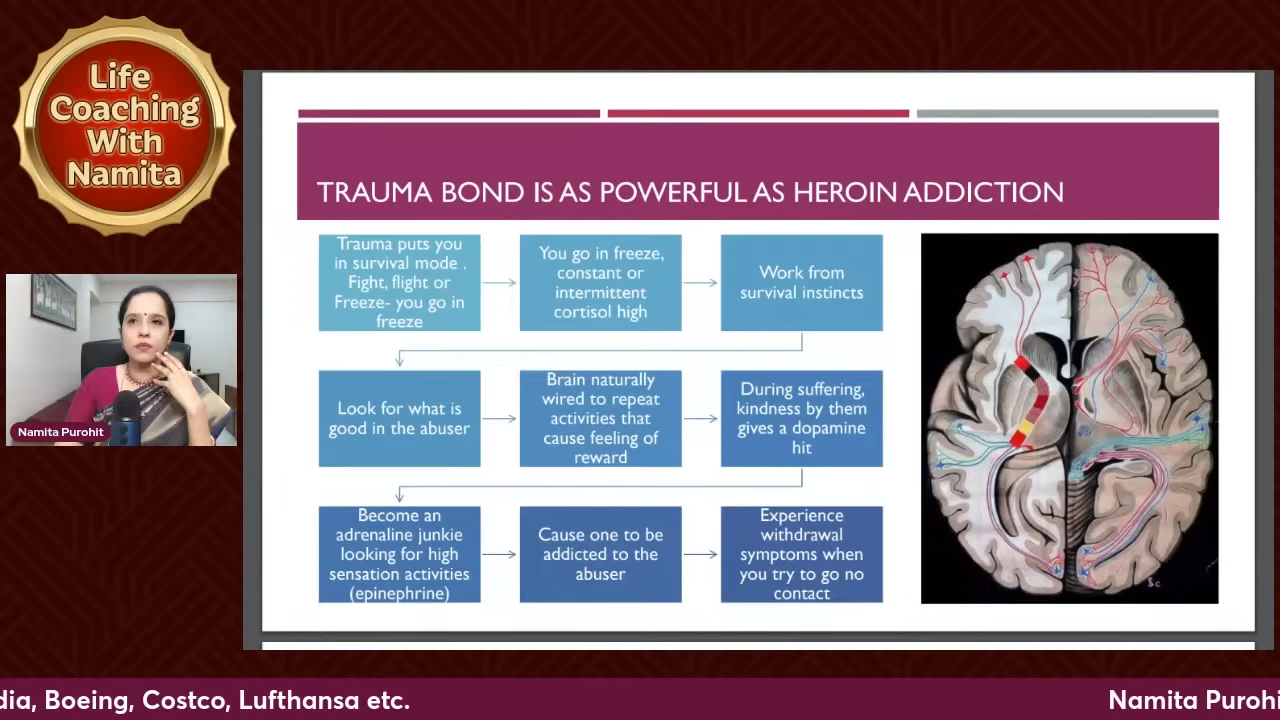 Life
Coaching
With
Namita
Namita Purohit
TRAUMA BOND IS AS POWERFUL AS HEROIN ADDICTION
Trauma puts you
in survival mode .
Fight, flight or
Freeze- you go in
freeze
You go in freeze,
constant or
intermittent
cortisol high
Work from
survival instincts
Look for what is
good in the abuser
Brain naturally
wired to repeat
activities that
cause feeling of
reward
During suffering,
kindness by them
gives a dopamine
hit
Become an
adrenaline junkie
looking for high
sensation activities
(epinephrine)
Cause one to be
addicted to the
abuser
Experience
withdrawal
symptoms when
you try to go no
contact
Sc
dia, Boeing, Costco, Lufthansa etc.
Namita Purohi